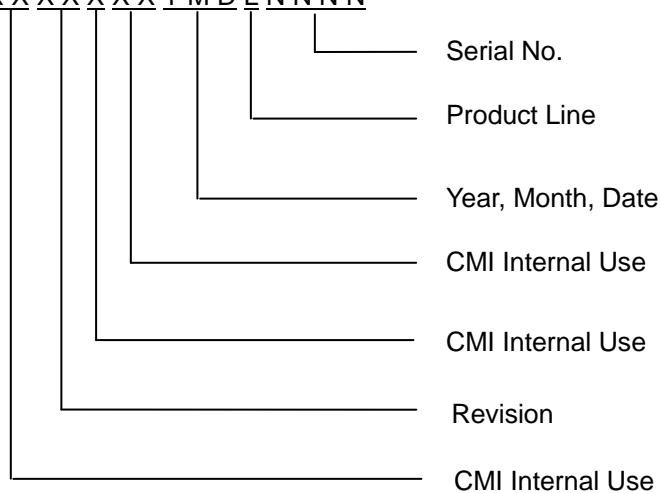 X X X X X X X Y M D L N N N N
Serial No.
Product Line
Year, Month, Date
CMI Internal Use
CMI Internal Use
Revision
CMI Internal Use